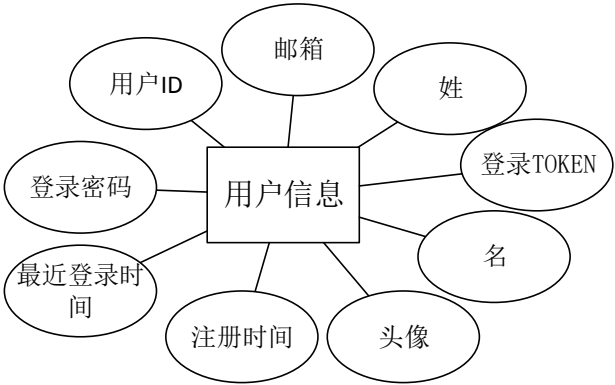 邮箱
用户ID
姓
登录TOKEN
登录密码
用户信息
名
最近登录时
间
注册时间
头像